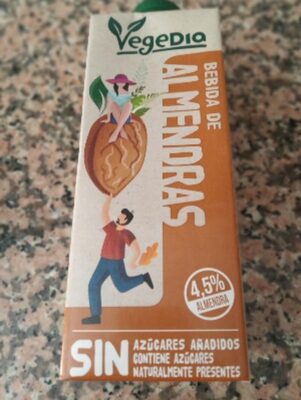 VegeDia
BEBIDA DE
ALMENDRAS
4,5%
ALMENDRA
SIN
AZÚCARES AÑADIDOS
CONTIENE AZÚCARES
NATURALMENTE PRESENTES